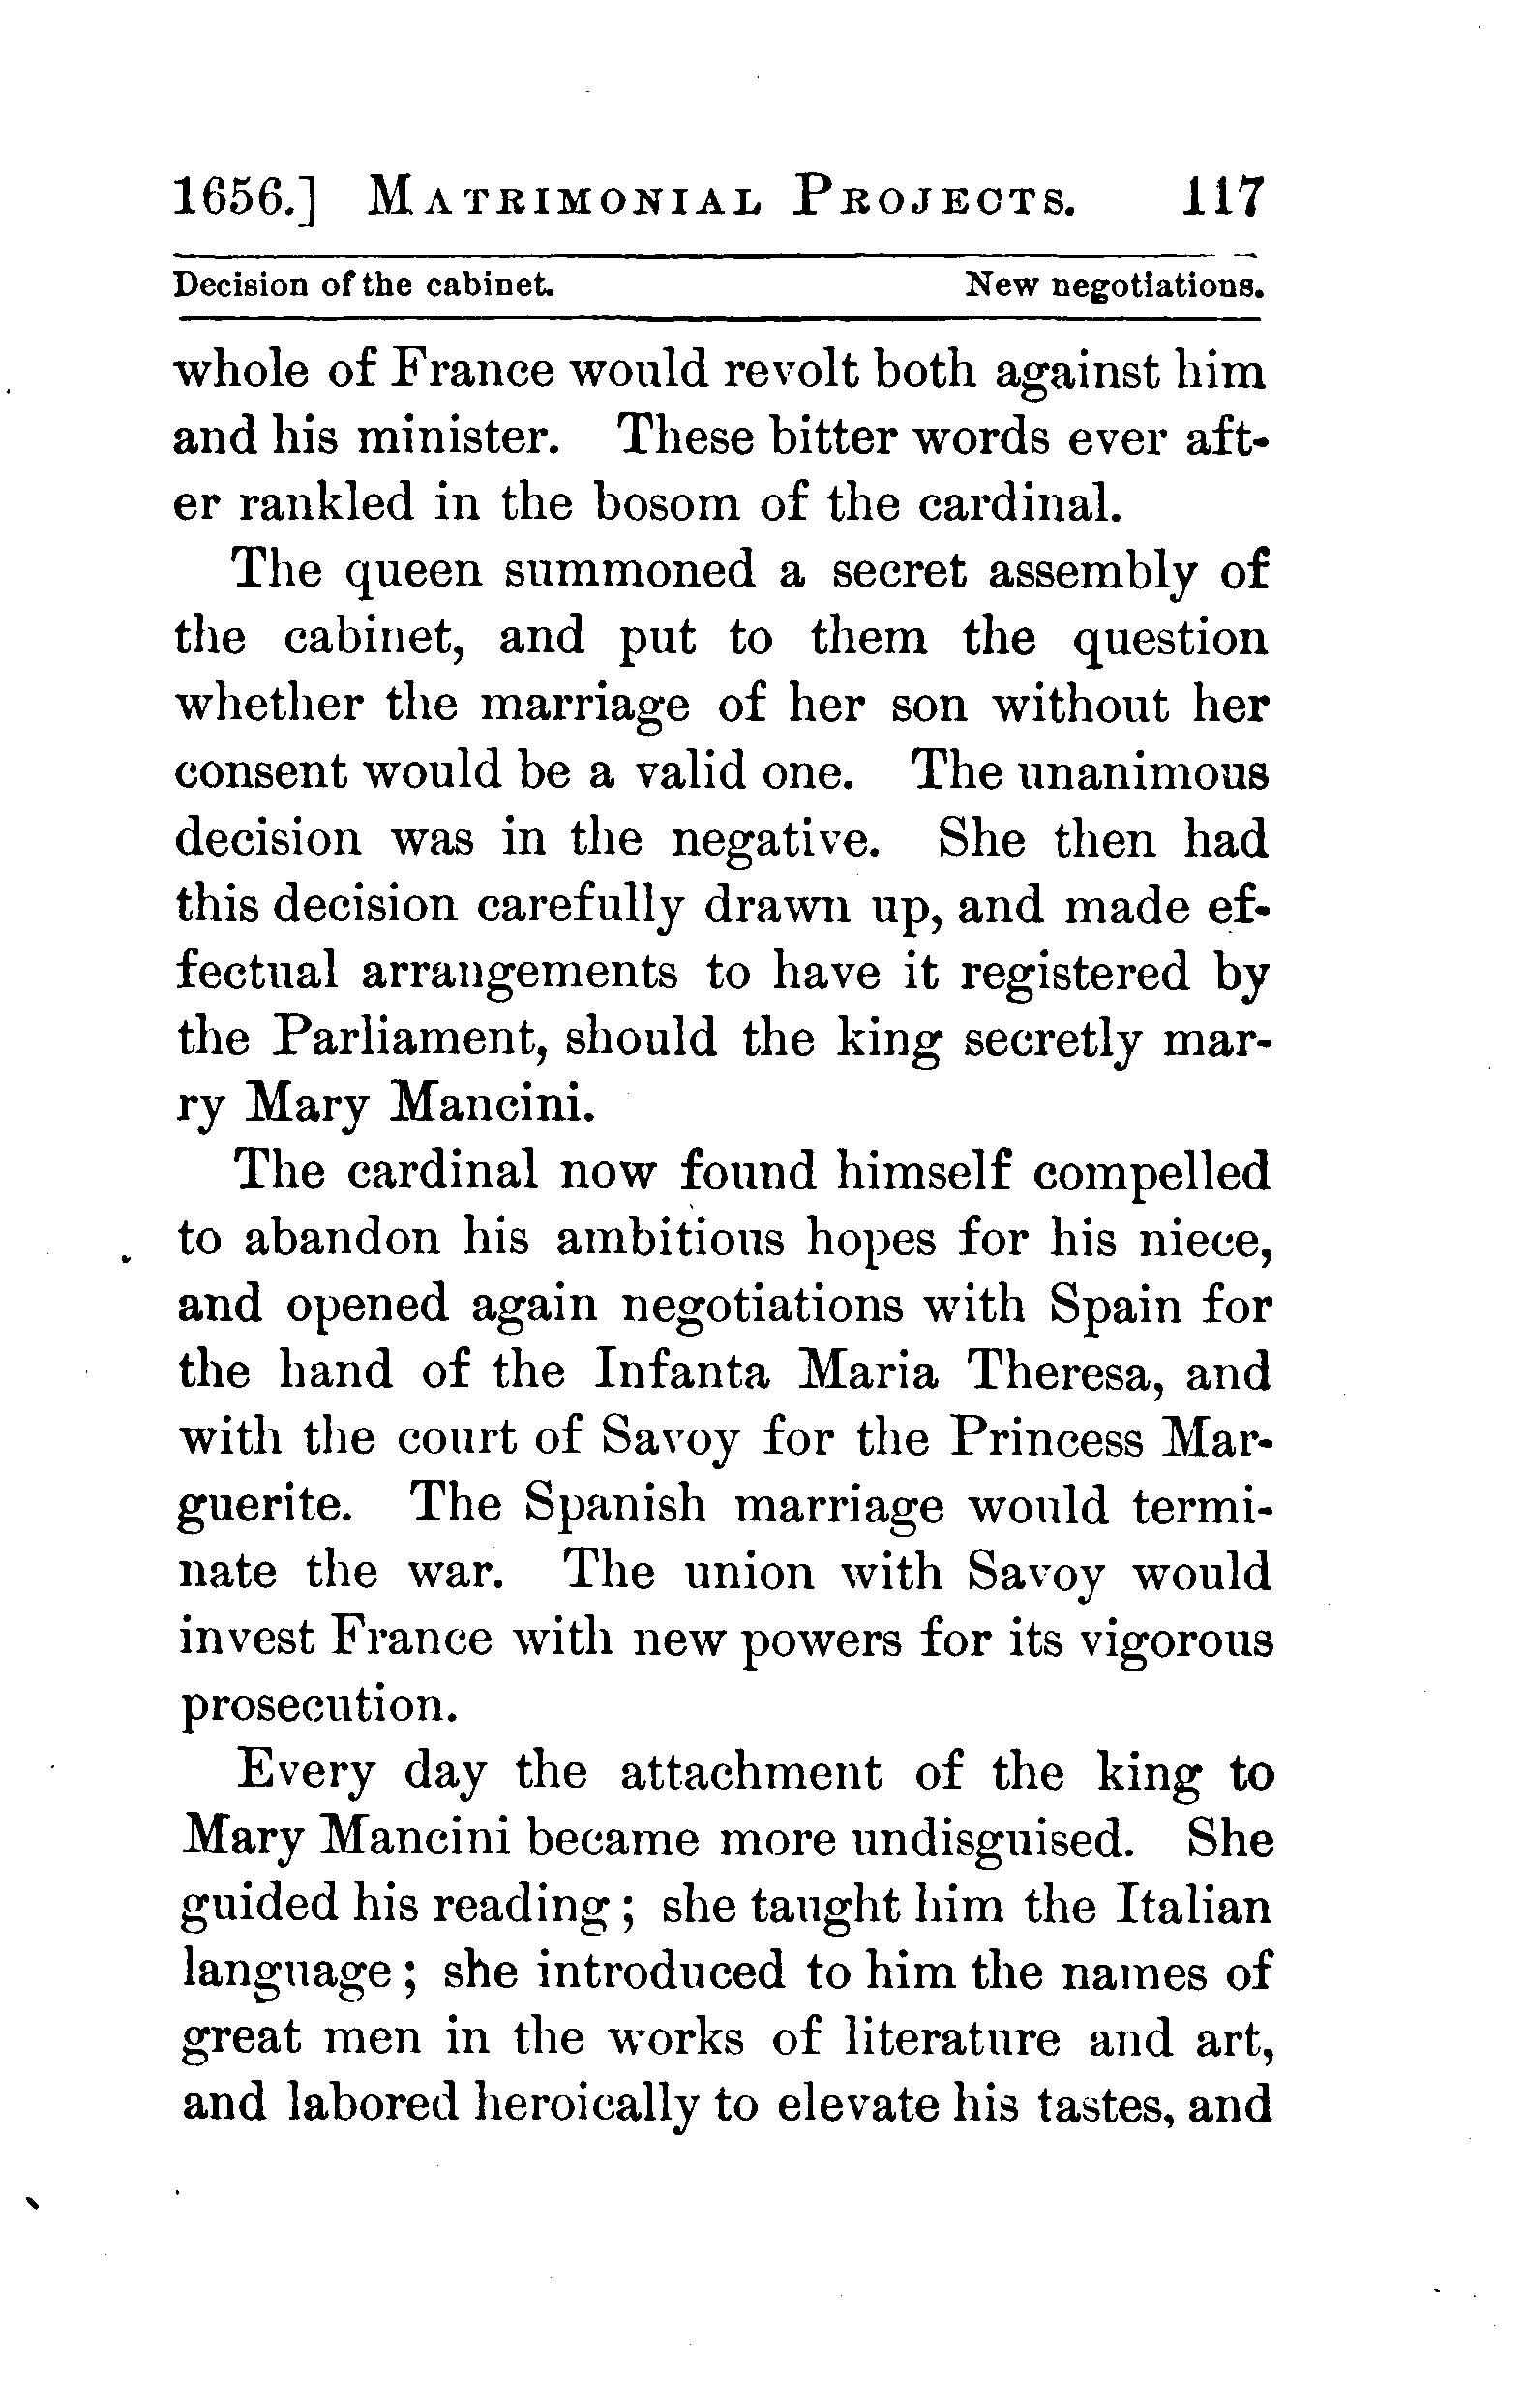 1656.] MATRIMONIAL PROJECTS. 117
Decision of the cabinet. New negotiations.
whole of France would revolt both against him
and his minister. These bitter words ever aft-
er rankled in the bosom of the cardinal.
The queen summoned a secret assembly of
the cabinet, and put to them the question
whether the marriage of her son without her
consent would be a valid one. The unanimous
decision was in the negative. She then had
this decision carefully drawn up, and made ef-
fectual arrangements to have it registered by
the Parliament, should the king secretly mar-
ry Mary Mancini.
The cardinal now found himself compelled
to abandon his ambitious hopes for his niece,
and opened again negotiations with Spain for
the hand of the Infanta Maria Theresa, and
with the court of Savoy for the Princess Mar-
guerite. The Spanish marriage would termi-
nate the war. The union with Savoy would
invest France with new powers for its vigorous
prosecution.
Every day the attachment of the king to
Mary Mancini became more undisguised. She
guided his reading; she taught him the Italian
language; she introduced to him the names of
great men in the works of literature and art,
and labored heroically to elevate his tastes, and